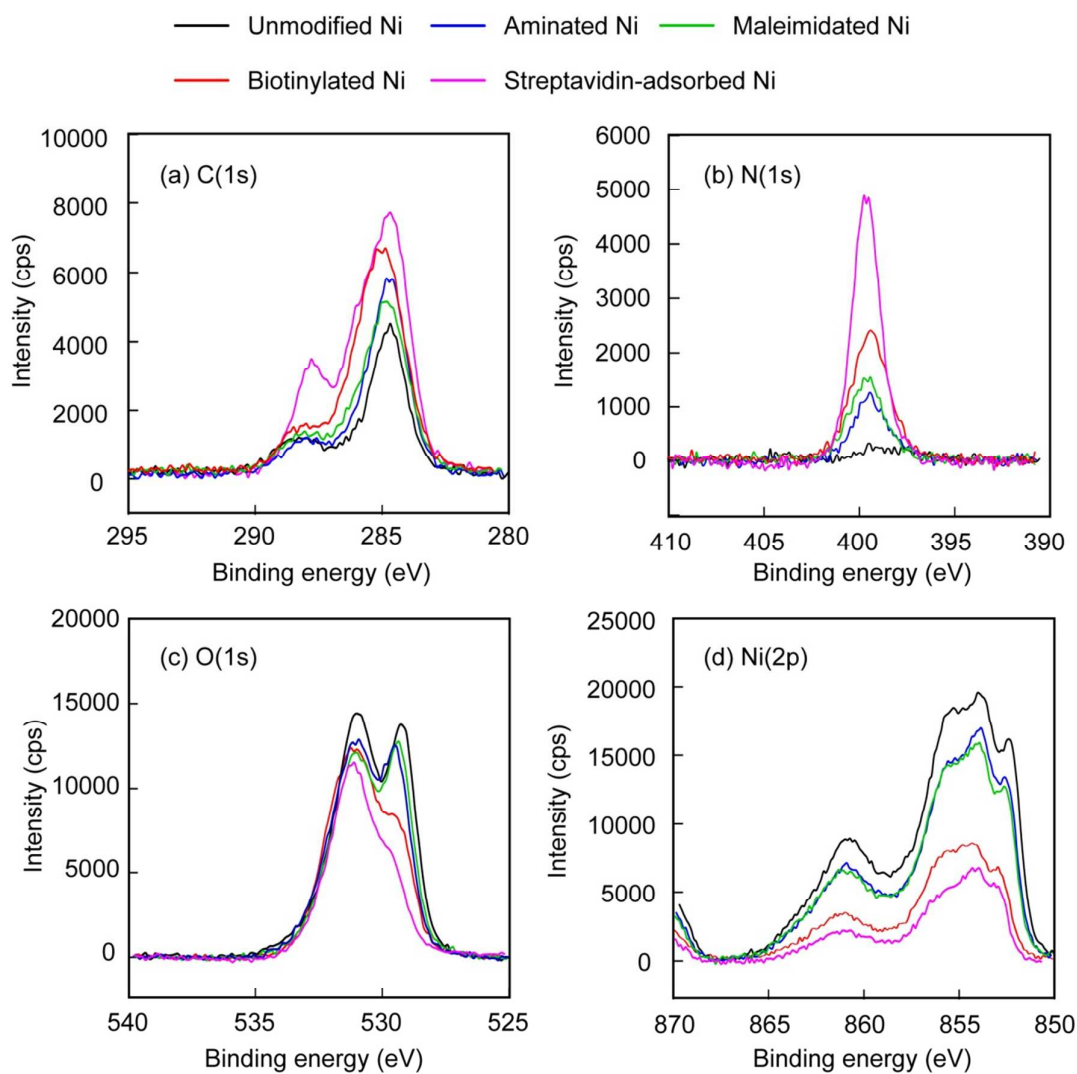 Unmodified Ni Aminated Ni Maleimidated Ni
Biotinylated Ni Streptavidin-adsorbed Ni
(a) C(1s)
Intensity (cps)
10000
8000
6000
4000
2000
0
295 290 285 280
Binding energy (eV)
(b) N(1s)
Intensity (cps)
6000
5000
4000
3000
2000
1000
0
410 405 400 395 390
Binding energy (eV)
(c) O(1s)
Intensity (cps)
20000
15000
10000
5000
0
540 535 530 525
Binding energy (eV)
(d) Ni(2p)
Intensity (cps)
25000
20000
15000
10000
5000
0
870 865 860 855 850
Binding energy (eV)